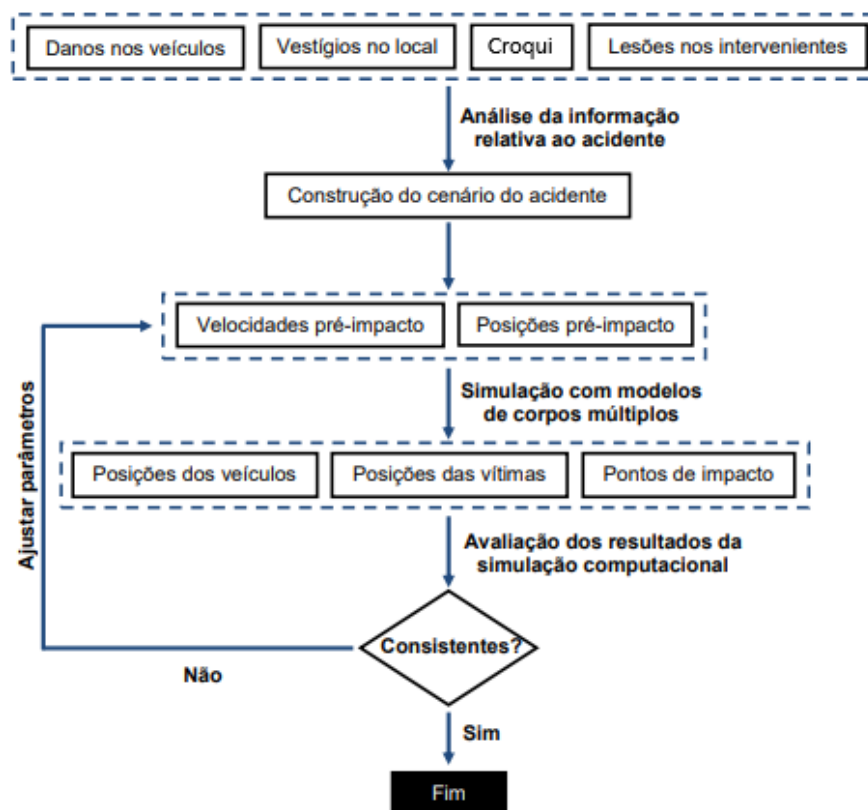 Danos nos veículos
Vestígios no local
Croqui
Lesões nos intervenientes
Análise da informação
relativa ao acidente
Construção do cenário do acidente
Velocidades pré-impacto
Posições pré-impacto
Simulação com modelos
de corpos múltiplos
Posições dos veículos
Posições das vítimas
Pontos de impacto
Avaliação dos resultados da
simulação computacional
Ajustar parâmetros
Consistentes?
Não
Sim
Fim